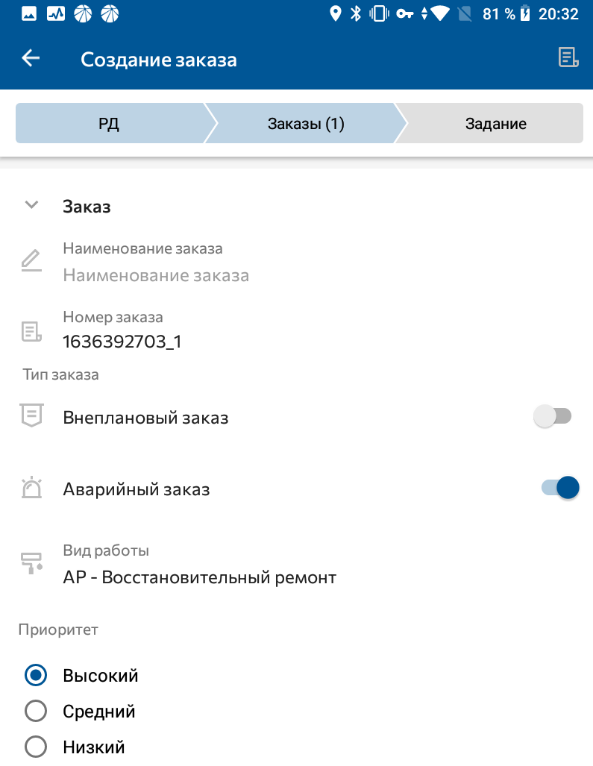 81 % 20:32
Создание заказа
РД Заказы (1) Задание
Заказ
Наименование заказа
Наименование заказа
Номер заказа
1636392703_1
Тип заказа
Внеплановый заказ
Аварийный заказ
Вид работы
АР - Восстановительный ремонт
Приоритет
Высокий
Средний
Низкий